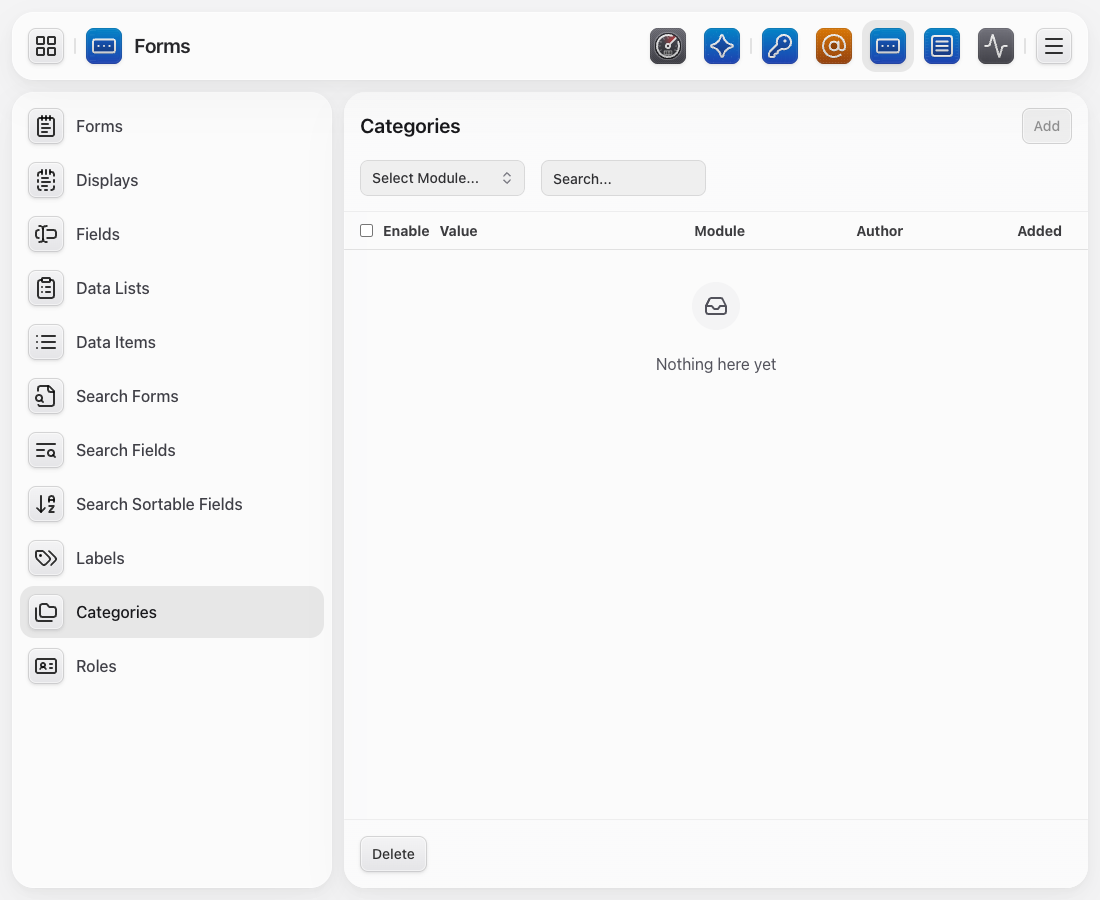 Forms
Forms
Displays
Fields
Data Lists
Data Items
Search Forms
Search Fields
Search Sortable Fields
Labels
Categories
Roles
Categories
Add
Select Module...
Search...
Enable Value Module Author Added
Nothing here yet
Delete